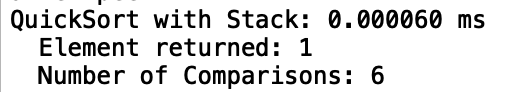 QuickSort with Stack: 0.000060 ms
Element returned: 1
Number of Comparisons: 6